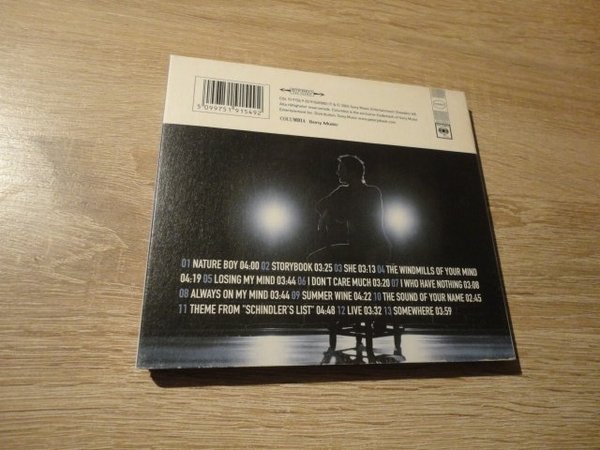 STEREO
5 099751 915492
COLUMBIA Sony Music
01 NATURE BOY 04:00 02 STORYBOOK 03:25 03 SHE 03:13 04 THE WINDMILLS OF YOUR MIND
04:19 05 LOSING MY MIND 03:44 06 I DON'T CARE MUCH 03:20 07 I WHO HAVE NOTHING 03:08
08 ALWAYS ON MY MIND 03:44 09 SUMMER WINE 04:22 10 THE SOUND OF YOUR NAME 02:45
11 THEME FROM "SCHINDLER'S LIST" 04:48 12 LIVE 03:32 13 SOMEWHERE 03:59